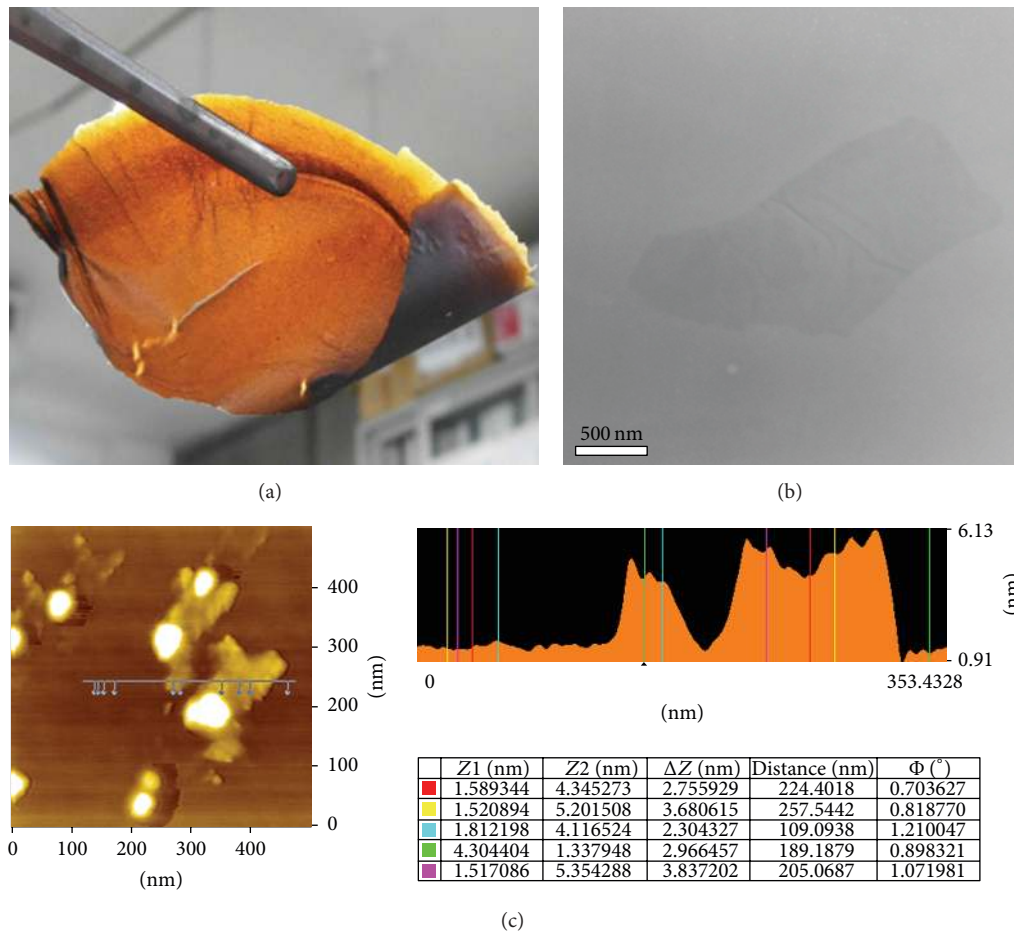 (a)
500 nm
(b)
400
300
200
100
0
(nm)
0 100 200 300 400
(nm)
6.13
0.91
(nm)
0 353.4328
(nm)
Z1 (nm) Z2 (nm) ΔZ (nm) Distance (nm) Φ (°)
1.589344 4.345273 2.755929 224.4018 0.703627
1.520894 5.201508 3.680615 257.5442 0.818770
1.812198 4.116524 2.304327 109.0938 1.210047
4.304404 1.337948 2.966457 189.1879 0.898321
1.517086 5.354288 3.837202 205.0687 1.071981
(c)